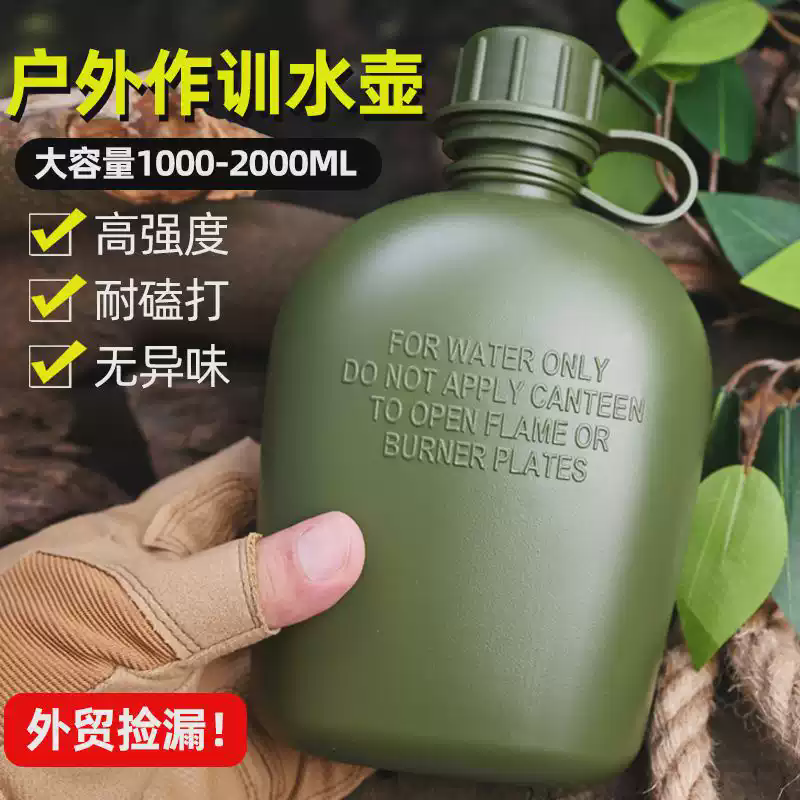 户外作训水壶
大容量1000-2000ML
高强度
耐磕打
无异味
FOR WATER ONLY
DO NOT APPLY CANTEEN
TO OPEN FLAME OR
BURNER PLATES
外贸捡漏!